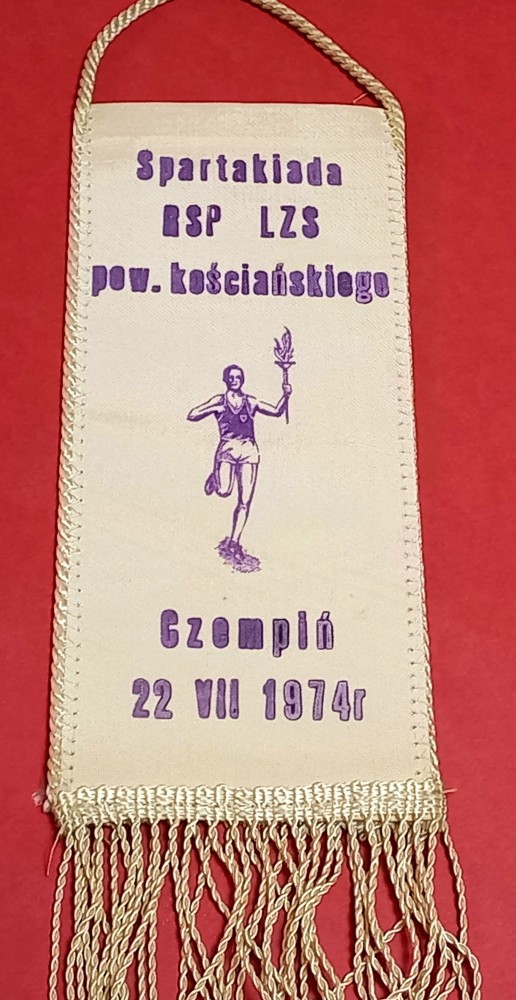 Spartakiada
RSP LZS
pow. kościańskiego
Czempiń
22 VII 1974r